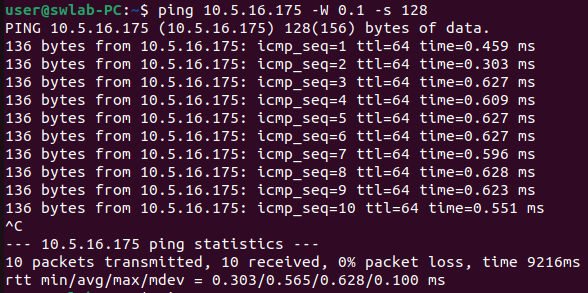 user@swlab-PC:~$ ping 10.5.16.175 -W 0.1 -s 128
PING 10.5.16.175 (10.5.16.175) 128(156) bytes of data.
136 bytes from 10.5.16.175: icmp_seq=1 ttl=64 time=0.459 ms
136 bytes from 10.5.16.175: icmp_seq=2 ttl=64 time=0.303 ms
136 bytes from 10.5.16.175: icmp_seq=3 ttl=64 time=0.627 ms
136 bytes from 10.5.16.175: icmp_seq=4 ttl=64 time=0.609 ms
136 bytes from 10.5.16.175: icmp_seq=5 ttl=64 time=0.627 ms
136 bytes from 10.5.16.175: icmp_seq=6 ttl=64 time=0.627 ms
136 bytes from 10.5.16.175: icmp_seq=7 ttl=64 time=0.596 ms
136 bytes from 10.5.16.175: icmp_seq=8 ttl=64 time=0.628 ms
136 bytes from 10.5.16.175: icmp_seq=9 ttl=64 time=0.623 ms
136 bytes from 10.5.16.175: icmp_seq=10 ttl=64 time=0.551 ms
^C
--- 10.5.16.175 ping statistics ---
10 packets transmitted, 10 received, 0% packet loss, time 9216ms
rtt min/avg/max/mdev = 0.303/0.565/0.628/0.100 ms